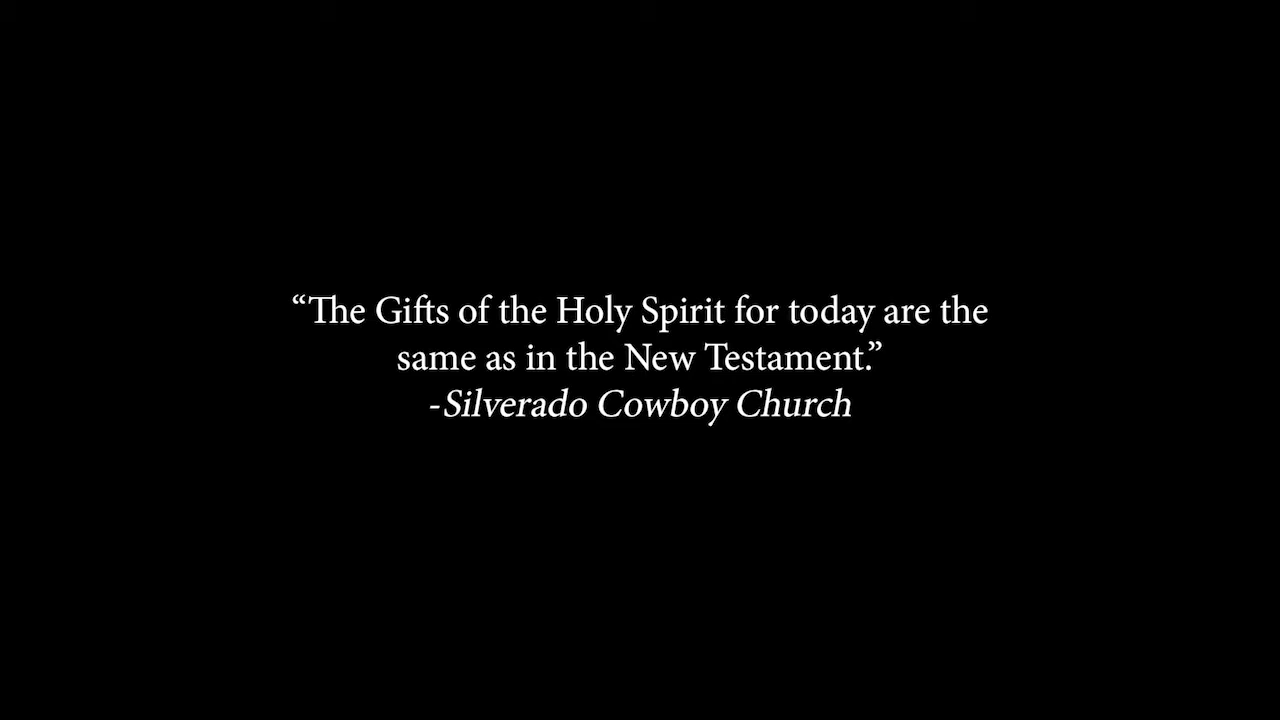 “The Gifts of the Holy Spirit for today are the
same as in the New Testament.”
-Silverado Cowboy Church